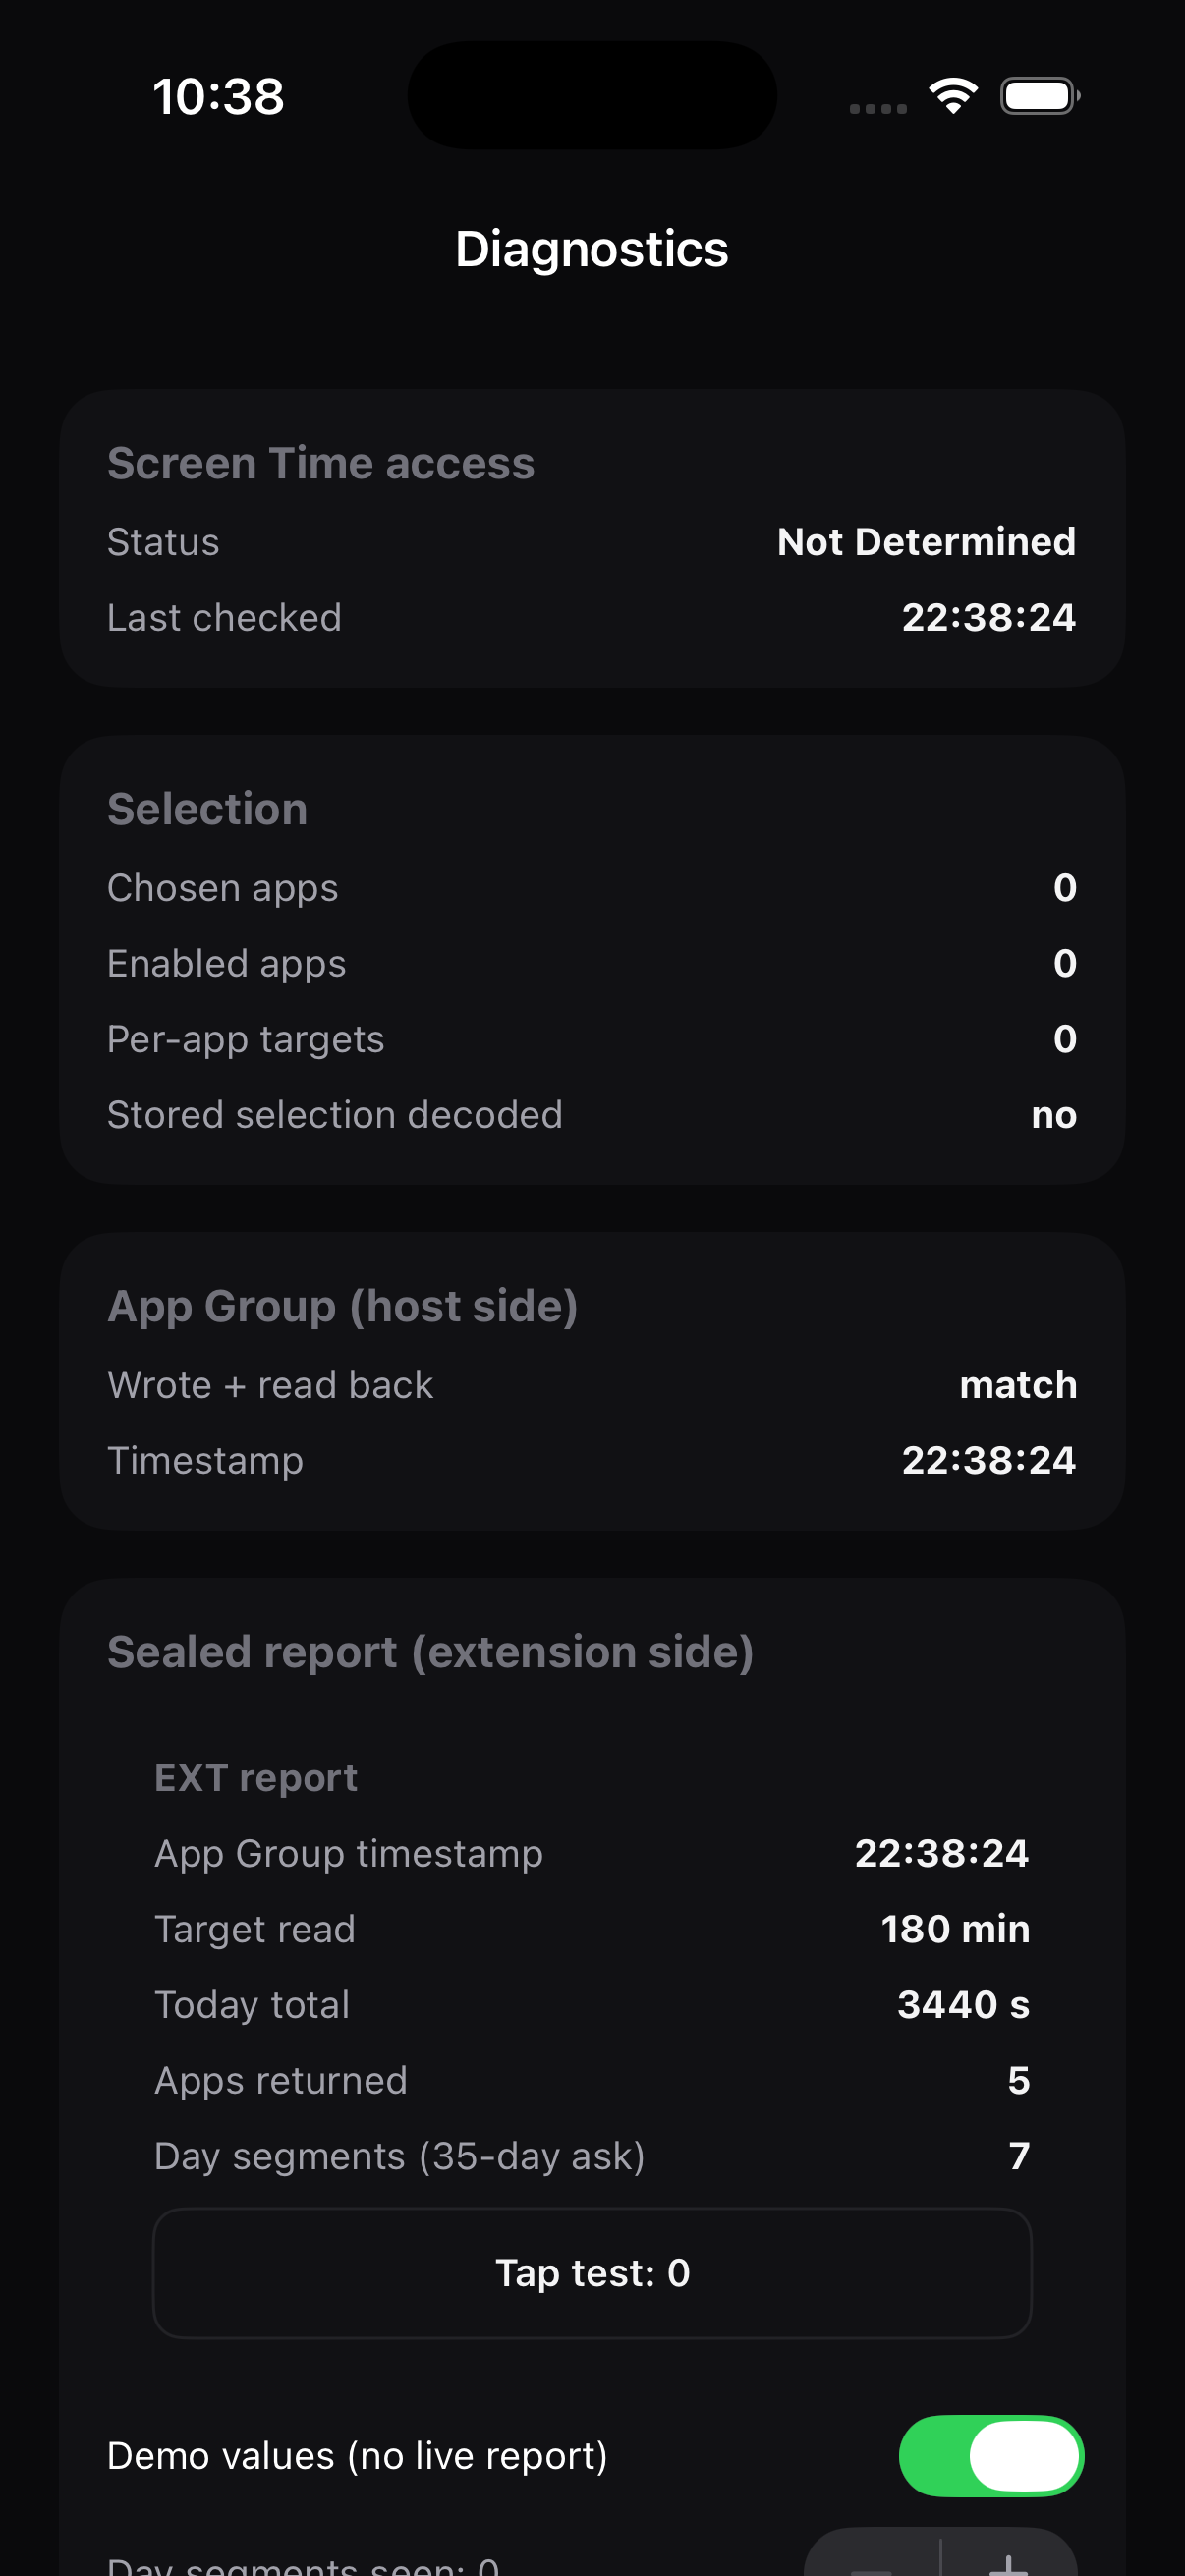 10:38
Diagnostics
Screen Time access
Status Not Determined
Last checked 22:38:24
Selection
Chosen apps 0
Enabled apps 0
Per-app targets 0
Stored selection decoded no
App Group (host side)
Wrote + read back match
Timestamp 22:38:24
Sealed report (extension side)
EXT report
App Group timestamp 22:38:24
Target read 180 min
Today total 3440 s
Apps returned 5
Day segments (35-day ask) 7
Tap test: 0
Demo values (no live report)
Day segments seen: 0